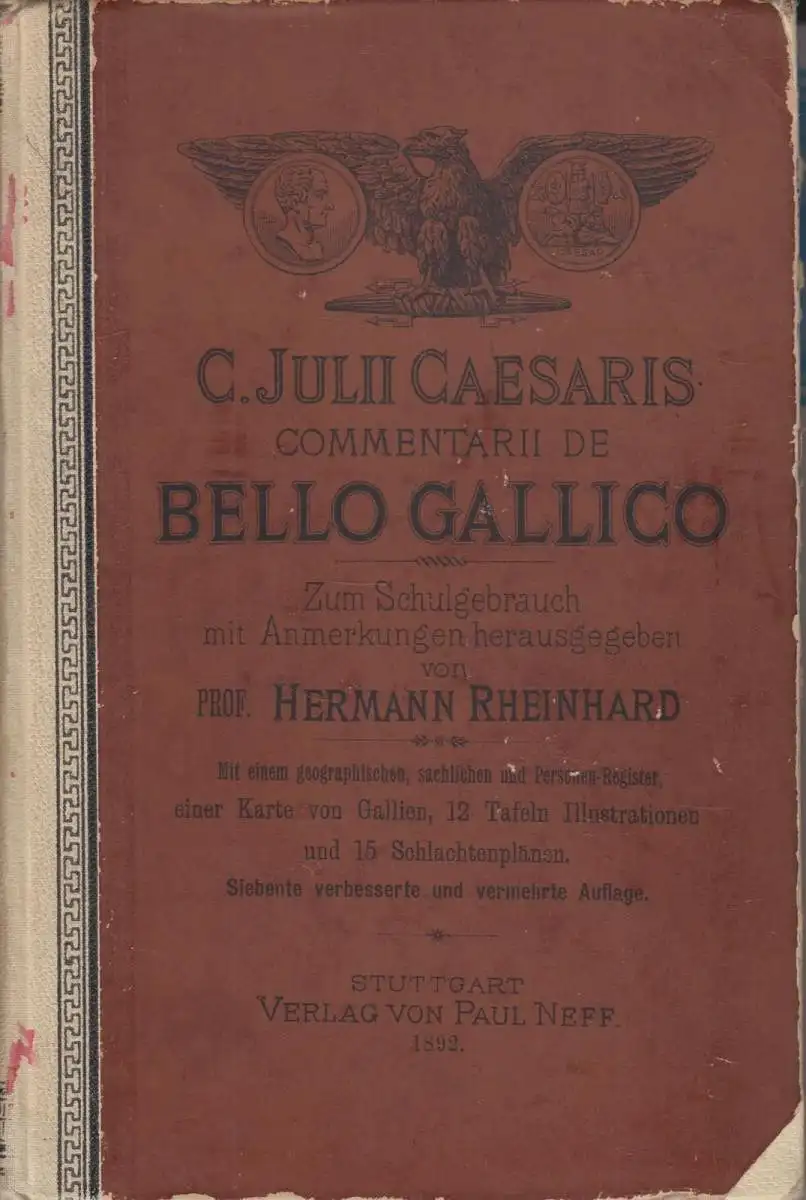 C. JULII CAESARIS
COMMENTARII DE
BELLO GALLICO
Zum Schulgebrauch
mit Anmerkungen herausgegeben
von
PROF. HERMANN RHEINHARD
Mit einem geographischen, sachlichen und Personen-Register,
einer Karte von Gallien, 12 Tafeln Illustrationen
und 15 Schlachtenplänen.
Siebente verbesserte und vermehrte Auflage.
STUTTGART
VERLAG VON PAUL NEFF.
1892.